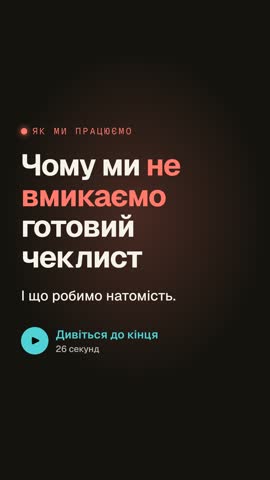 ЯК МИ ПРАЦЮЄМО
Чому ми не
вмикаємо
готовий
чеклист
І що робимо натомість.
Дивіться до кінця
26 секунд